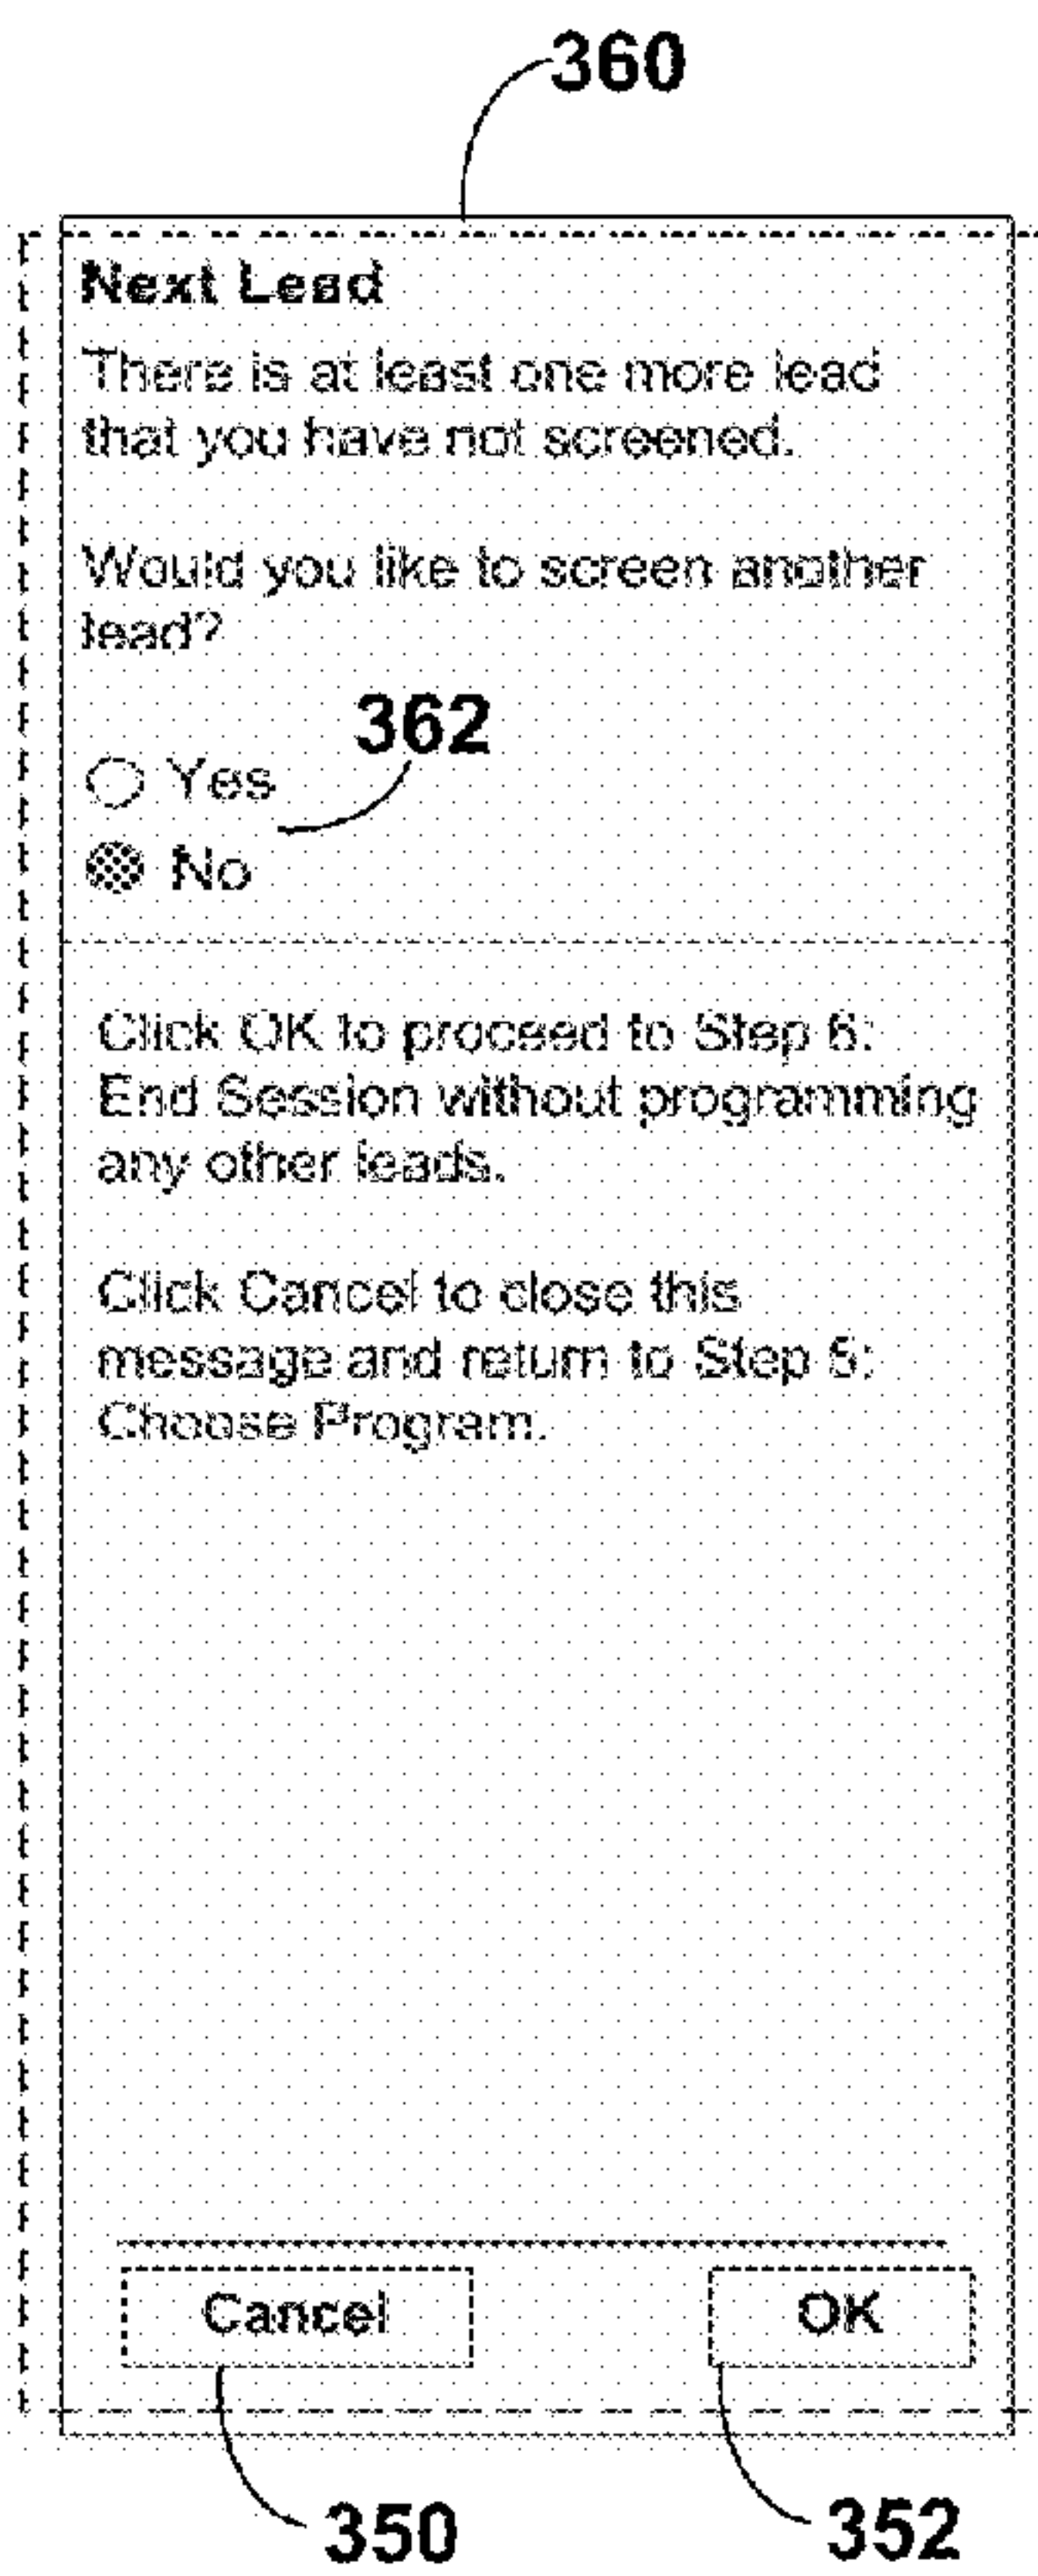 360
Next Lead
There is at least one more lead
that you have not screened.
Would you like to screen another
lead?
362
Yes
No
Click OK to proceed to Step 6:
End Session without programming
any other leads.
Click Cancel to close this
message and return to Step 5:
Choose Program.
Cancel OK
350 352